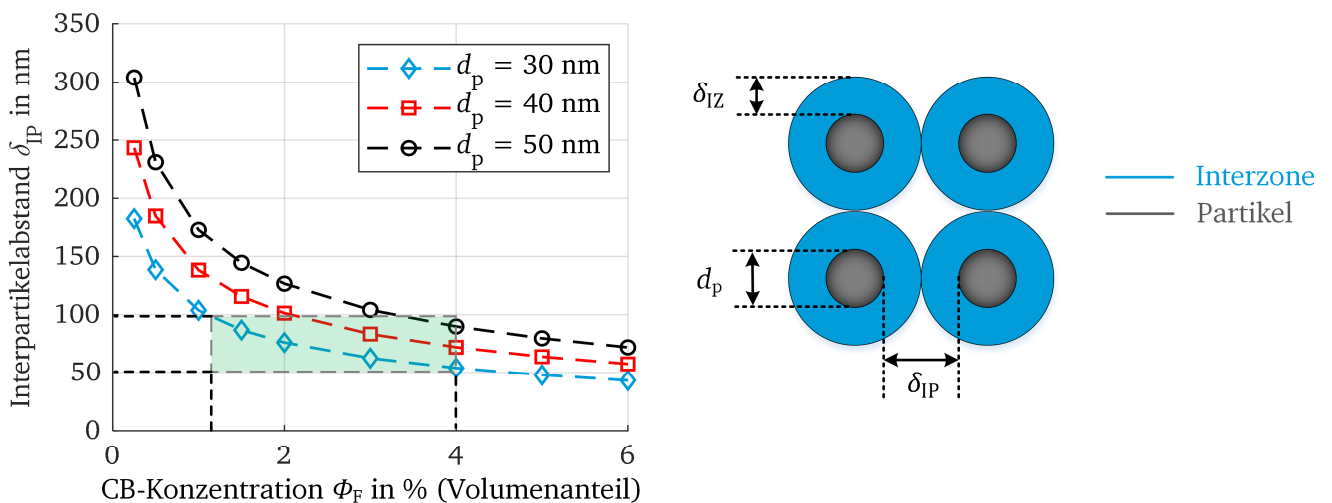 Interpartikelabstand δIP in nm
350
300
250
200
150
100
50
0
0 2 4 6
CB-Konzentration ΦF in % (Volumenanteil)
dp = 30 nm
dp = 40 nm
dp = 50 nm
δIZ
dp
δIP
Interzone
Partikel